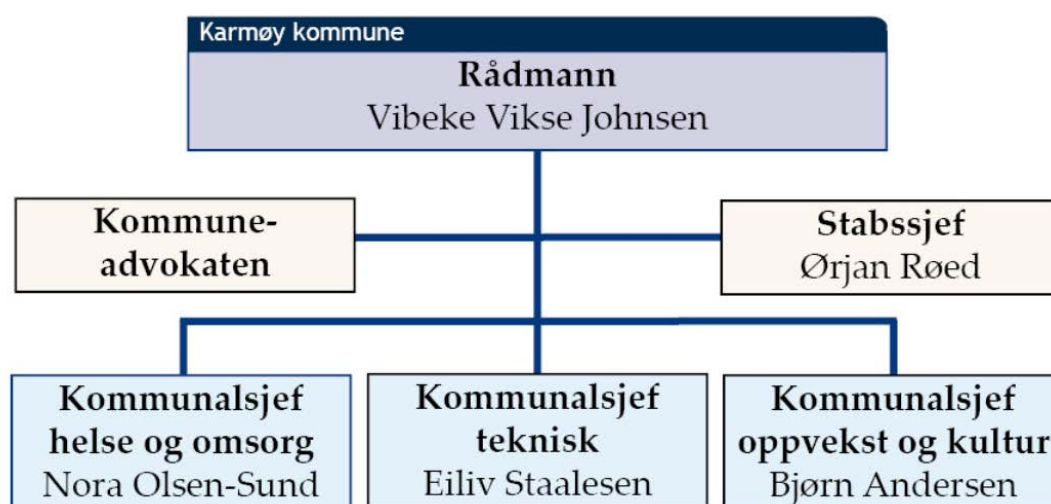 Karmøy kommune
Rådmann
Vibeke Vikse Johnsen
Kommune-
advokaten
Stabssjef
Ørjan Røed
Kommunalsjef
helse og omsorg
Nora Olsen-Sund
Kommunalsjef
teknisk
Eiliv Staalesen
Kommunalsjef
oppvekst og kultur
Bjørn Andersen